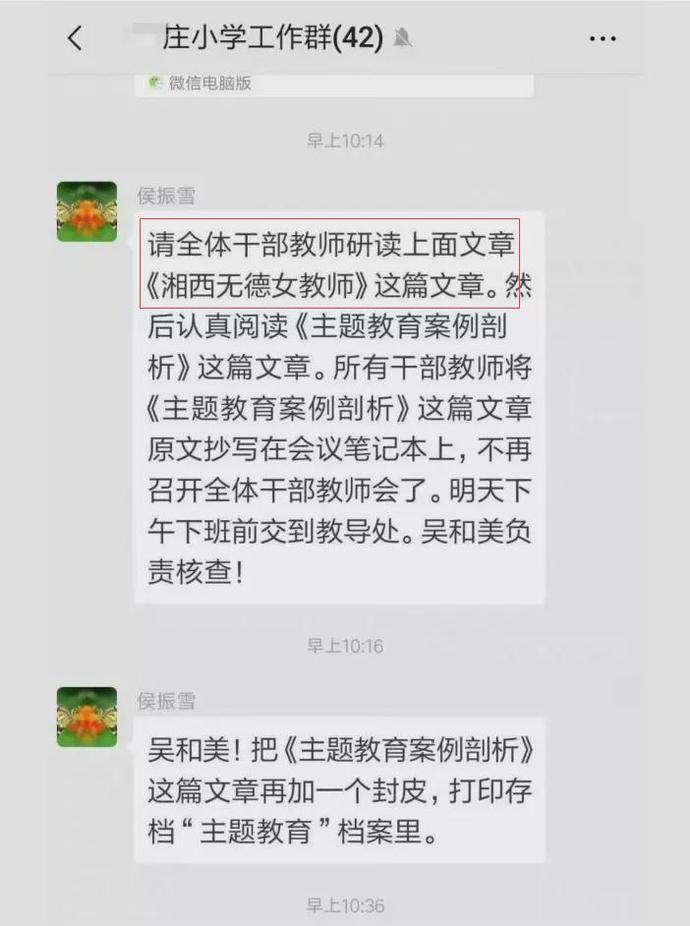 庄小学工作群(42)
微信电脑版
早上10:14
侯振雪
请全体干部教师研读上面文章
《湘西无德女教师》这篇文章。然
后认真阅读《主题教育案例剖
析》这篇文章。所有干部教师将
《主题教育案例剖析》这篇文章
原文抄写在会议笔记本上，不再
召开全体干部教师会了。明天下
午下班前交到教导处。吴和美负
责核查！
早上10:16
侯振雪
吴和美！把《主题教育案例剖析》
这篇文章再加一个封皮，打印存
档“主题教育”档案里。
早上10:36